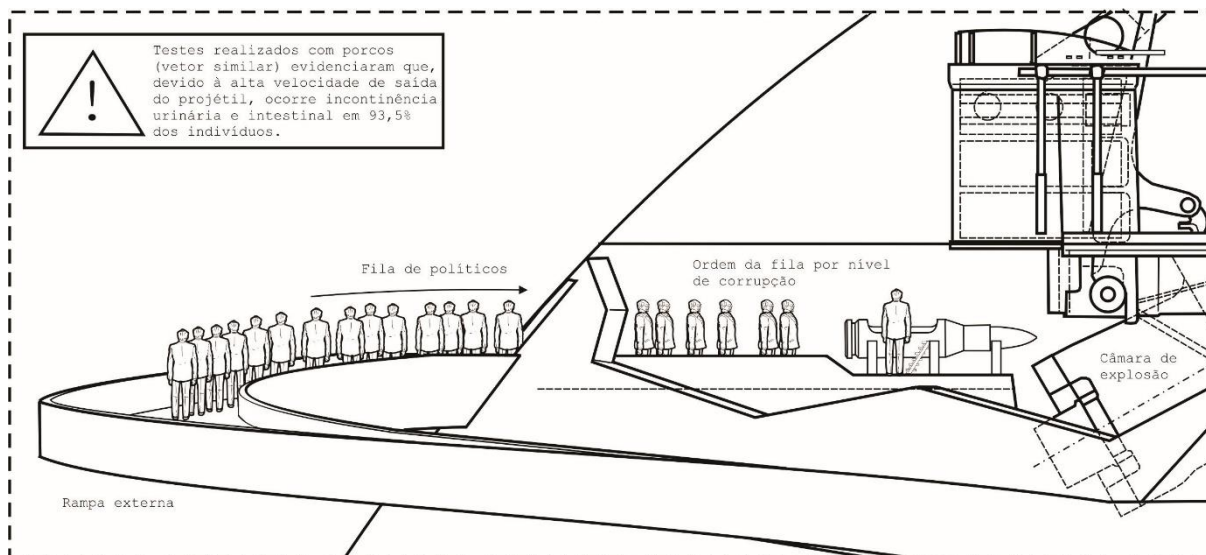 !
Testes realizados com porcos
(vetor similar) evidenciaram que,
devido à alta velocidade de saída
do projétil, ocorre incontinência
urinária e intestinal em 93,5%
dos indivíduos.
Fila de políticos
Ordem da fila por nível
de corrupção
Câmara de
explosão
Rampa externa